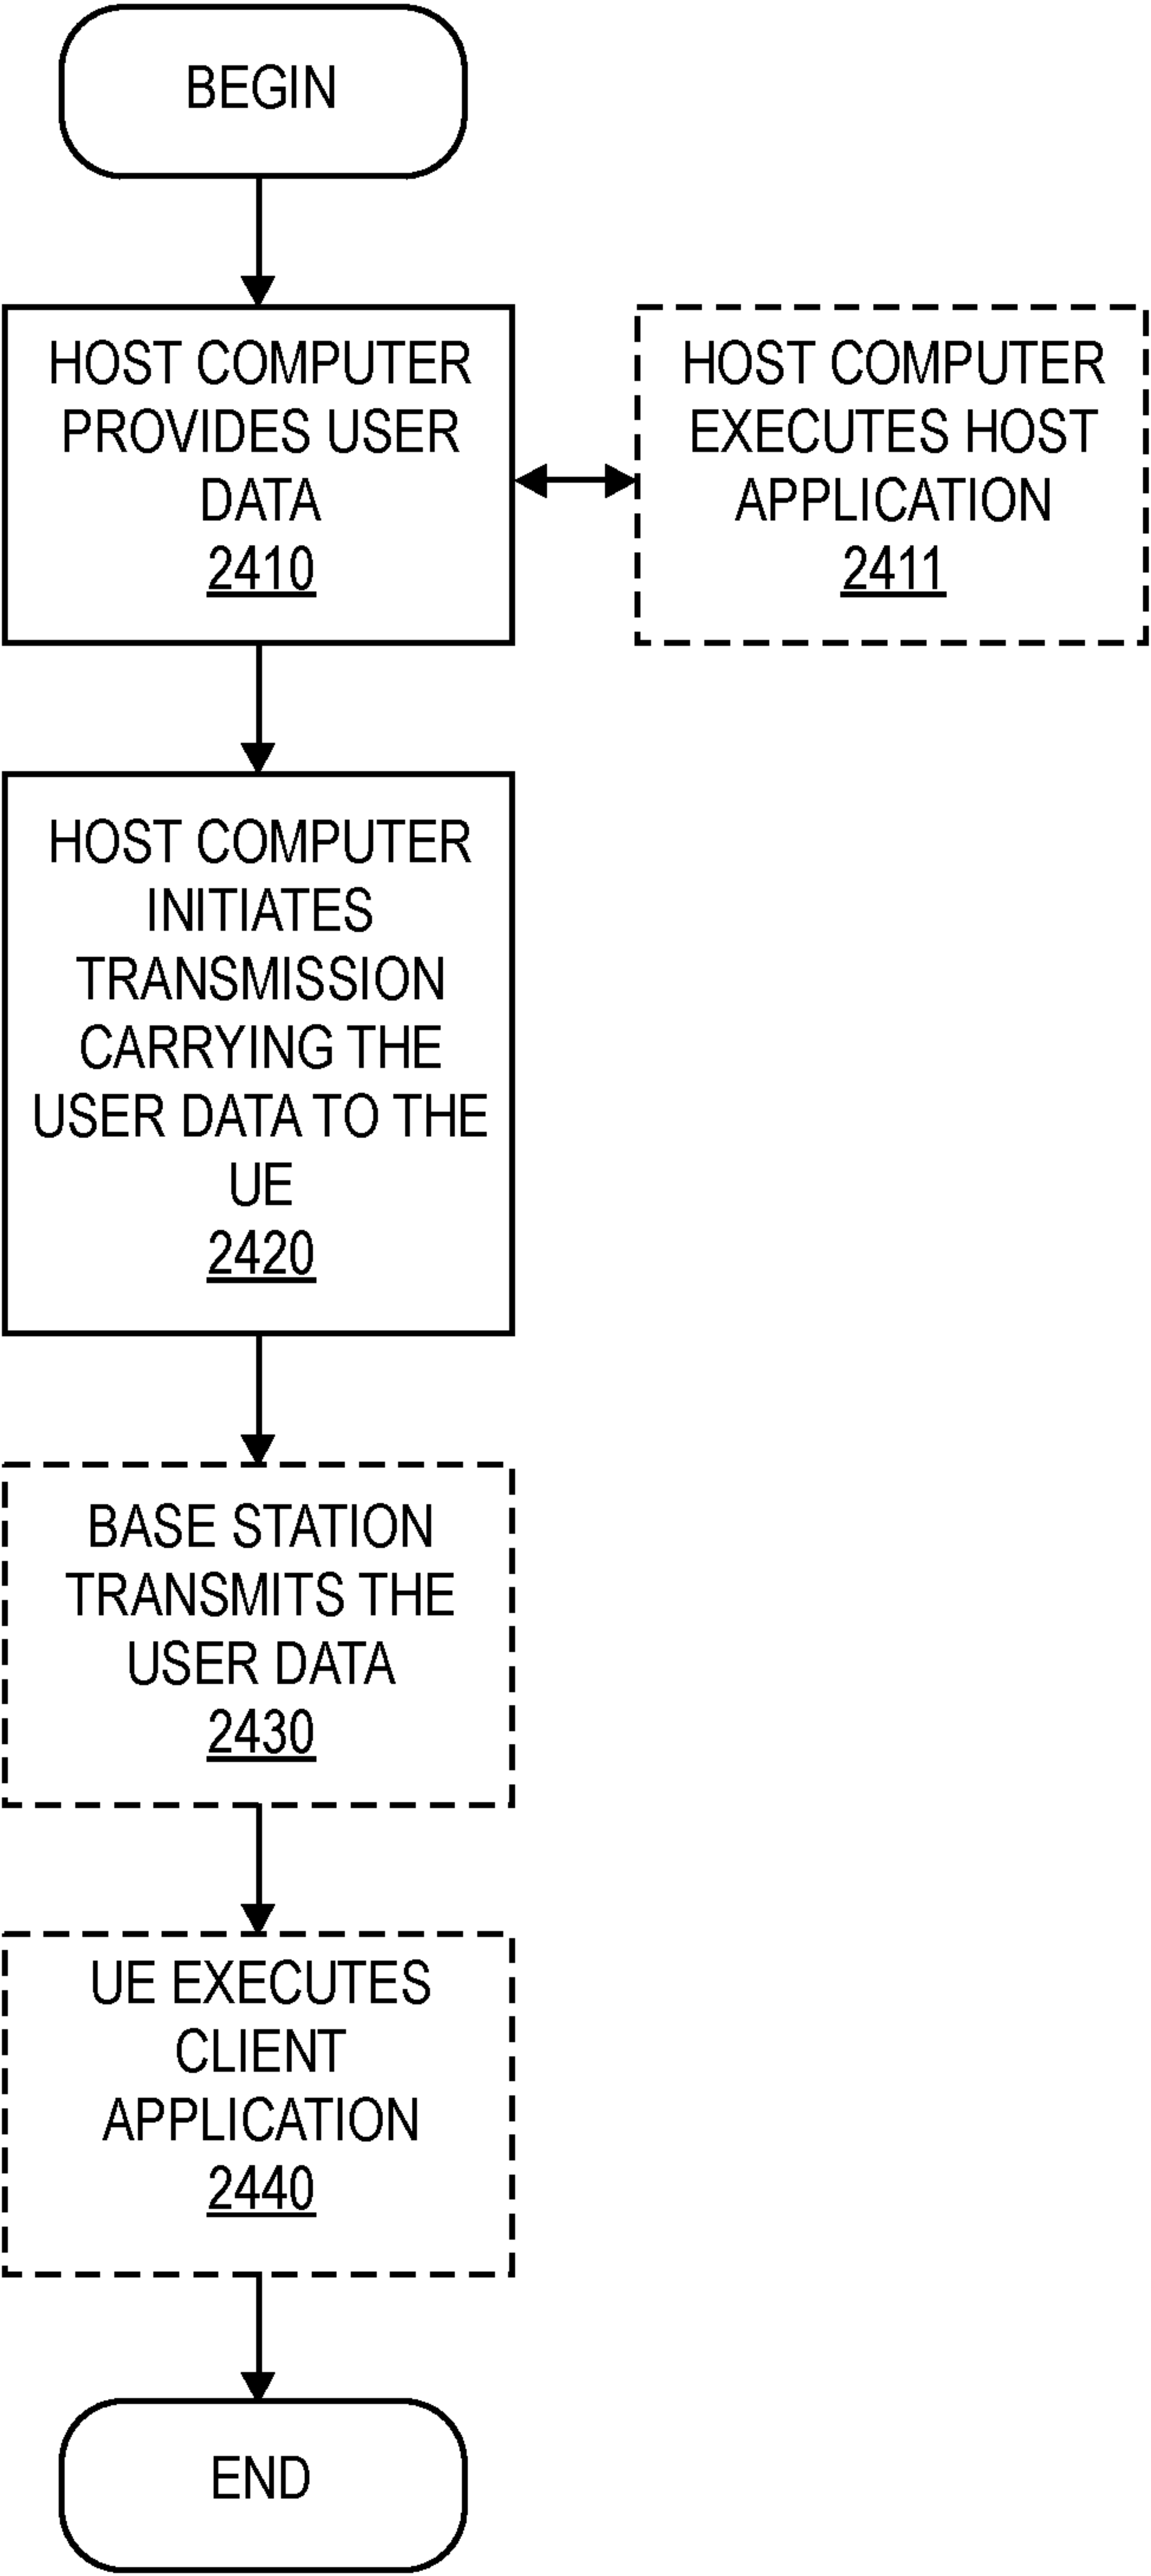 BEGIN
HOST COMPUTER
PROVIDES USER
DATA
2410
HOST COMPUTER
EXECUTES HOST
APPLICATION
2411
HOST COMPUTER
INITIATES
TRANSMISSION
CARRYING THE
USER DATA TO THE
UE
2420
BASE STATION
TRANSMITS THE
USER DATA
2430
UE EXECUTES
CLIENT
APPLICATION
2440
END